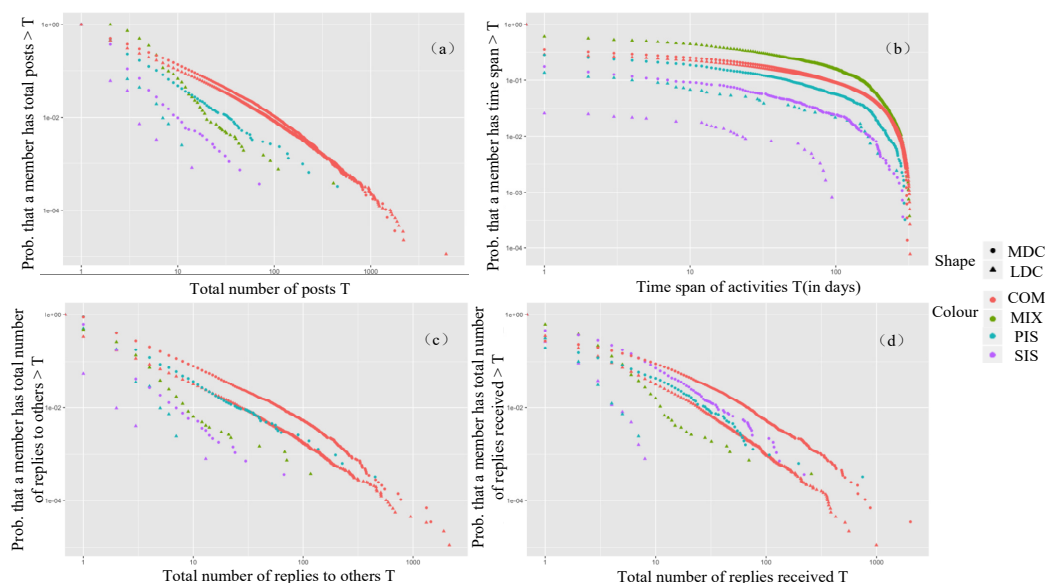 Prob. that a member has total posts > T
1e+00
1e-02
1e-04
(a)
1
10
100
1000
Total number of posts T
Prob. that a member has time span > T
1e+00
1e-01
1e-02
1e-03
1e-04
(b)
1
10
100
Time span of activities T(in days)
Shape
MDC
LDC
Colour
COM
MIX
PIS
SIS
Prob. that a member has total number
of replies to others > T
1e+00
1e-02
1e-04
(c)
1
10
100
1000
Total number of replies to others T
Prob. that a member has total number
of replies received > T
1e+00
1e-02
1e-04
(d)
1
10
100
1000
Total number of replies received T